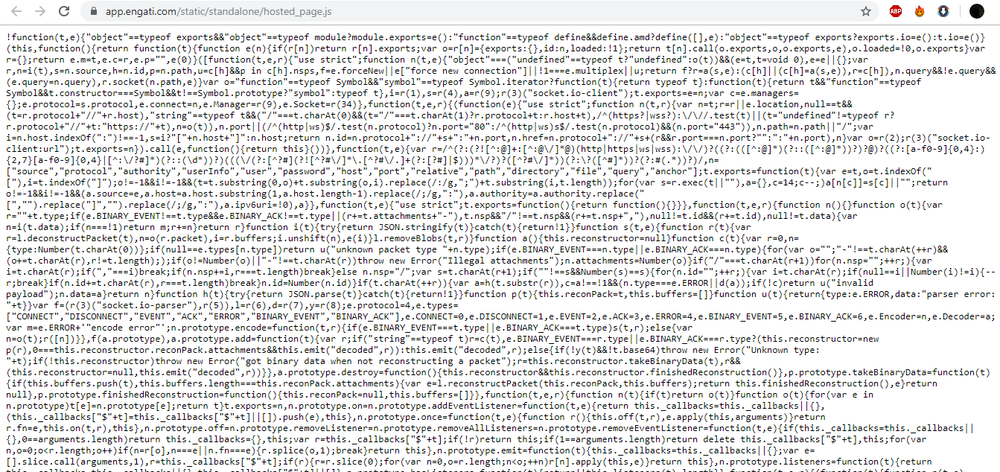 app.engati.com/static/standalone/hosted_page.js
ABP
!function(t,e){"object"==typeof exports&&"object"==typeof module?module.exports=e():"function"==typeof define&&define.amd?define([],e):"object"==typeof exports?exports.io=e():t.io=e()}
(this,function(){return function(t){function e(n){if(r[n])return r[n].exports;var o=r[n]={exports:{},id:n,loaded:!1};return t[n].call(o.exports,o,o.exports,e),o.loaded=!0,o.exports}var
r={};return e.m=t,e.c=r,e.p="",e(0)}([function(t,e,r){"use strict";function n(t,e){"object"===("undefined"==typeof t?"undefined":o(t))&&(e=t,t=void 0),e=e||{};var
r,n=i(t),s=n.source,h=n.id,p=n.path,u=c[h]&&p in c[h].nsps,f=e.forceNew||e["force new connection"]||!1===e.multiplex||u;return f?r=a(s,e):(c[h]||(c[h]=a(s,e)),r=c[h]),n.query&&!e.query&&
(e.query=n.query),r.socket(n.path,e)}var o="function"==typeof Symbol&&"symbol"==typeof Symbol.iterator?function(t){return typeof t}:function(t){return t&&"function"==typeof
Symbol&&t.constructor===Symbol&&t!==Symbol.prototype?"symbol":typeof t},i=r(1),s=r(4),a=r(9);r(3)("socket.io-client");t.exports=e=n;var c=e.managers=
{};e.protocol=s.protocol,e.connect=n,e.Manager=r(9),e.Socket=r(34)},function(t,e,r){(function(e){"use strict";function n(t,r){var n=t;r=r||e.location,null==t&&
(t=r.protocol+"//"+r.host),"string"==typeof t&&("/"===t.charAt(0)&&(t="/"===t.charAt(1)?r.protocol+t:r.host+t),/^(https?|wss?):\/\//.test(t)||(t="undefined"!=typeof r?
r.protocol+"//"+t:"https://"+t),n=o(t)),n.port||(/^(http|ws)$/.test(n.protocol)?n.port="80":/^(http|ws)s$/.test(n.protocol)&&(n.port="443")),n.path=n.path||"/";var
i=n.host.indexOf(":")!==-1,s=i?"["+n.host+"]":n.host;return n.id=n.protocol+"://"+s+":"+n.port,n.href=n.protocol+"://"+s+(r&&r.port===n.port?"":":"+n.port),n}var o=r(2);r(3)("socket.io-
client:url");t.exports=n}).call(e,function(){return this}())},function(t,e){var r=/^(?:(?![^:@]+:[^:@\/]*@)(http|https|ws|wss):\/\/)?((?:(([^:@]*)(?::([^:@]*))?)?@)?((?:[a-f0-9]{0,4}:)
{2,7}[a-f0-9]{0,4}|[^:\/?#]*)(?::(\d*))?)(((\/(?:[^?#](?![^?#\/]*\.[^?#\/.]+(?:[?#]|$)))*\/?)?([^?#\/]*))(?:\?([^#]*))?(?:#(.*))?)/,n=
["source","protocol","authority","userInfo","user","password","host","port","relative","path","directory","file","query","anchor"];t.exports=function(t){var e=t,o=t.indexOf("
["),i=t.indexOf("]");o!=-1&&i!=-1&&(t=t.substring(0,o)+t.substring(o,i).replace(/:/g,";")+t.substring(i,t.length));for(var s=r.exec(t||""),a={},c=14;c--;)a[n[c]]=s[c]||"";return
o!=-1&&i!=-1&&(a.source=e,a.host=a.host.substring(1,a.host.length-1).replace(/;/g,":"),a.authority=a.authority.replace("
[","").replace("]","").replace(/;/g,":"),a.ipv6uri=!0),a}},function(t,e){"use strict";t.exports=function(){return function(){}}},function(t,e,r){function n(){}function o(t){var
r=""+t.type;if(e.BINARY_EVENT!==t.type&&e.BINARY_ACK!==t.type||(r+=t.attachments+"-"),t.nsp&&"/"!==t.nsp&&(r+=t.nsp+","),null!=t.id&&(r+=t.id),null!=t.data){var
n=i(t.data);if(n===!1)return m;r+=n}return r}function i(t){try{return JSON.stringify(t)}catch(t){return!1}}function s(t,e){function r(t){var
r=l.deconstructPacket(t),n=o(r.packet),i=r.buffers;i.unshift(n),e(i)}l.removeBlobs(t,r)}function a(){this.reconstructor=null}function c(t){var r=0,n=
{type:Number(t.charAt(0))};if(null==e.types[n.type])return u("unknown packet type "+n.type);if(e.BINARY_EVENT===n.type||e.BINARY_ACK===n.type){for(var o="";"-"!==t.charAt(++r)&&
(o+=t.charAt(r),r!=t.length););if(o!=Number(o)||"-"!==t.charAt(r))throw new Error("Illegal attachments");n.attachments=Number(o)}if("/"===t.charAt(r+1))for(n.nsp="";++r;){var
i=t.charAt(r);if(","===i)break;if(n.nsp+=i,r===t.length)break}else n.nsp="/";var s=t.charAt(r+1);if(""!==s&&Number(s)==s){for(n.id="";++r;){var i=t.charAt(r);if(null==i||Number(i)!=i){--
r;break}if(n.id+=t.charAt(r),r===t.length)break}n.id=Number(n.id)}if(t.charAt(++r)){var a=h(t.substr(r)),c=a!==!1&&(n.type===e.ERROR||d(a));if(!c)return u("invalid
payload");n.data=a}return n}function h(t){try{return JSON.parse(t)}catch(t){return!1}}function p(t){this.reconPack=t,this.buffers=[]}function u(t){return{type:e.ERROR,data:"parser error:
"+t}}var f=(r(3)("socket.io-parser"),r(5)),l=r(6),d=r(7),y=r(8);e.protocol=4,e.types=
["CONNECT","DISCONNECT","EVENT","ACK","ERROR","BINARY_EVENT","BINARY_ACK"],e.CONNECT=0,e.DISCONNECT=1,e.EVENT=2,e.ACK=3,e.ERROR=4,e.BINARY_EVENT=5,e.BINARY_ACK=6,e.Encoder=n,e.Decoder=a;
var m=e.ERROR+'"encode error"';n.prototype.encode=function(t,r){if(e.BINARY_EVENT===t.type||e.BINARY_ACK===t.type)s(t,r);else{var
n=o(t);r([n])}},f(a.prototype),a.prototype.add=function(t){var r;if("string"==typeof t)r=c(t),e.BINARY_EVENT===r.type||e.BINARY_ACK===r.type?(this.reconstructor=new
p(r),0===this.reconstructor.reconPack.attachments&&this.emit("decoded",r)):this.emit("decoded",r);else{if(!y(t)&&!t.base64)throw new Error("Unknown type:
"+t);if(!this.reconstructor)throw new Error("got binary data when not reconstructing a packet");r=this.reconstructor.takeBinaryData(t),r&&
(this.reconstructor=null,this.emit("decoded",r))}},a.prototype.destroy=function(){this.reconstructor&&this.reconstructor.finishedReconstruction()},p.prototype.takeBinaryData=function(t)
{if(this.buffers.push(t),this.buffers.length===this.reconPack.attachments){var e=l.reconstructPacket(this.reconPack,this.buffers);return this.finishedReconstruction(),e}return
null},p.prototype.finishedReconstruction=function(){this.reconPack=null,this.buffers=[]}},function(t,e,r){function n(t){if(t)return o(t)}function o(t){for(var e in
n.prototype)t[e]=n.prototype[e];return t}t.exports=n,n.prototype.on=n.prototype.addEventListener=function(t,e){return this._callbacks=this._callbacks||{},
(this._callbacks["$"+t]=this._callbacks["$"+t]||[]).push(e),this},n.prototype.once=function(t,e){function r(){this.off(t,r),e.apply(this,arguments)}return
r.fn=e,this.on(t,r),this},n.prototype.off=n.prototype.removeListener=n.prototype.removeAllListeners=n.prototype.removeEventListener=function(t,e){if(this._callbacks=this._callbacks||
{},0==arguments.length)return this._callbacks={},this;var r=this._callbacks["$"+t];if(!r)return this;if(1==arguments.length)return delete this._callbacks["$"+t],this;for(var
n,o=0;o<r.length;o++)if(n=r[o],n===e||n.fn===e){r.splice(o,1);break}return this},n.prototype.emit=function(t){this._callbacks=this._callbacks||{};var e=
[].slice.call(arguments,1),r=this._callbacks["$"+t];if(r){r=r.slice(0);for(var n=0,o=r.length;n<o;++n)r[n].apply(this,e)}return this},n.prototype.listeners=function(t){return